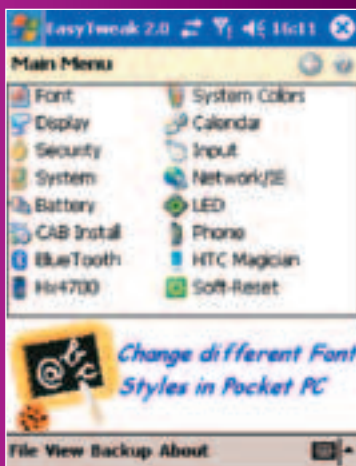 EasyTweak 2.0 16:11
Main Menu
Font System Colors
Display Calendar
Security Input
System Network/IE
Battery LED
CAB Install Phone
BlueTooth HTC Magician
Hx4700 Soft-Reset
@&c
Change different Font
Styles in Pocket PC
File View Backup About